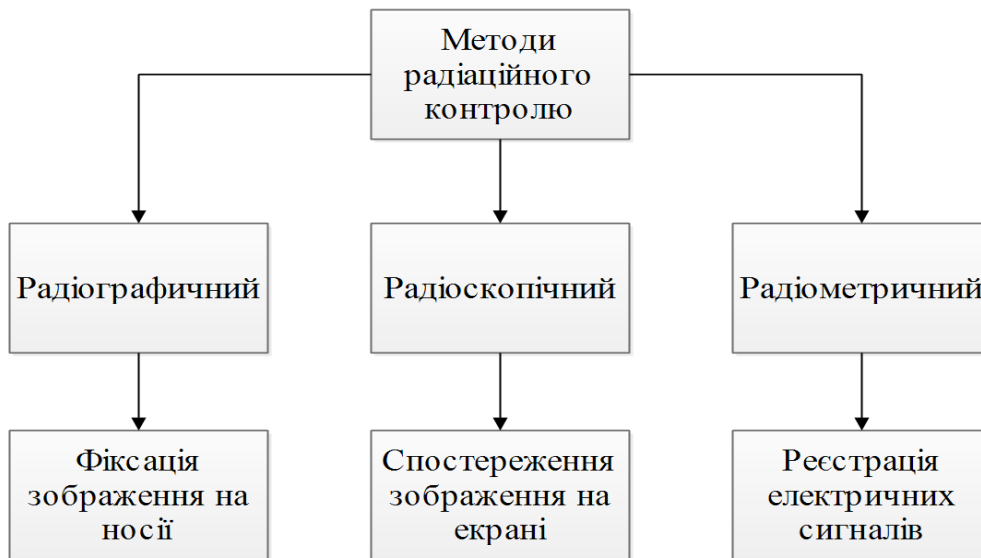 Методи
радіаційного
контролю
Радіографичний
Радіоскопічний
Радіометричний
Фіксація
зображення на
носії
Спостереження
зображення на
екрані
Реєстрація
електричних
сигналів